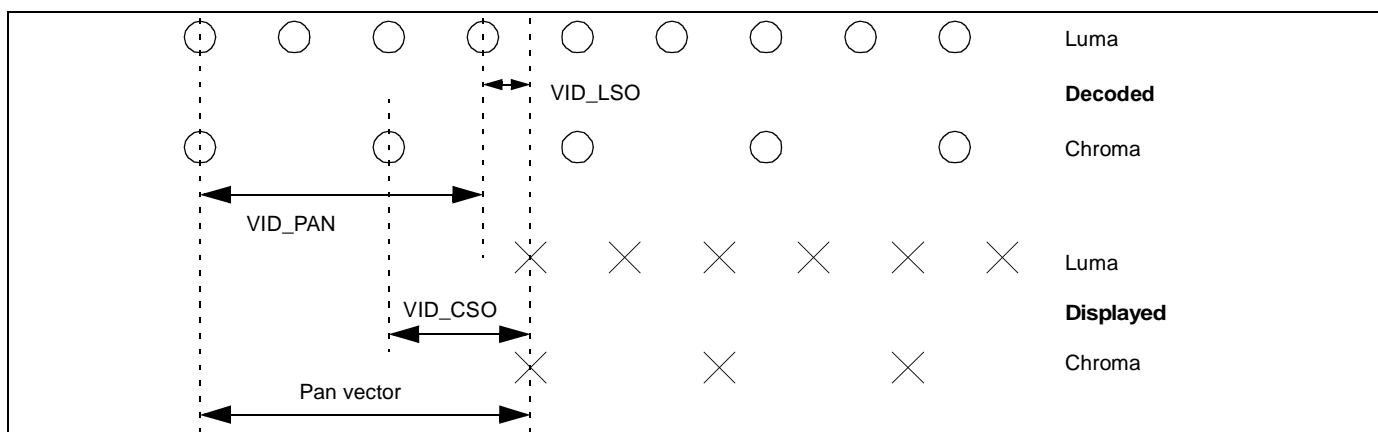 Luma
VID_LSO
Decoded
Chroma
VID_PAN
Luma
VID_CSO
Displayed
Chroma
Pan vector